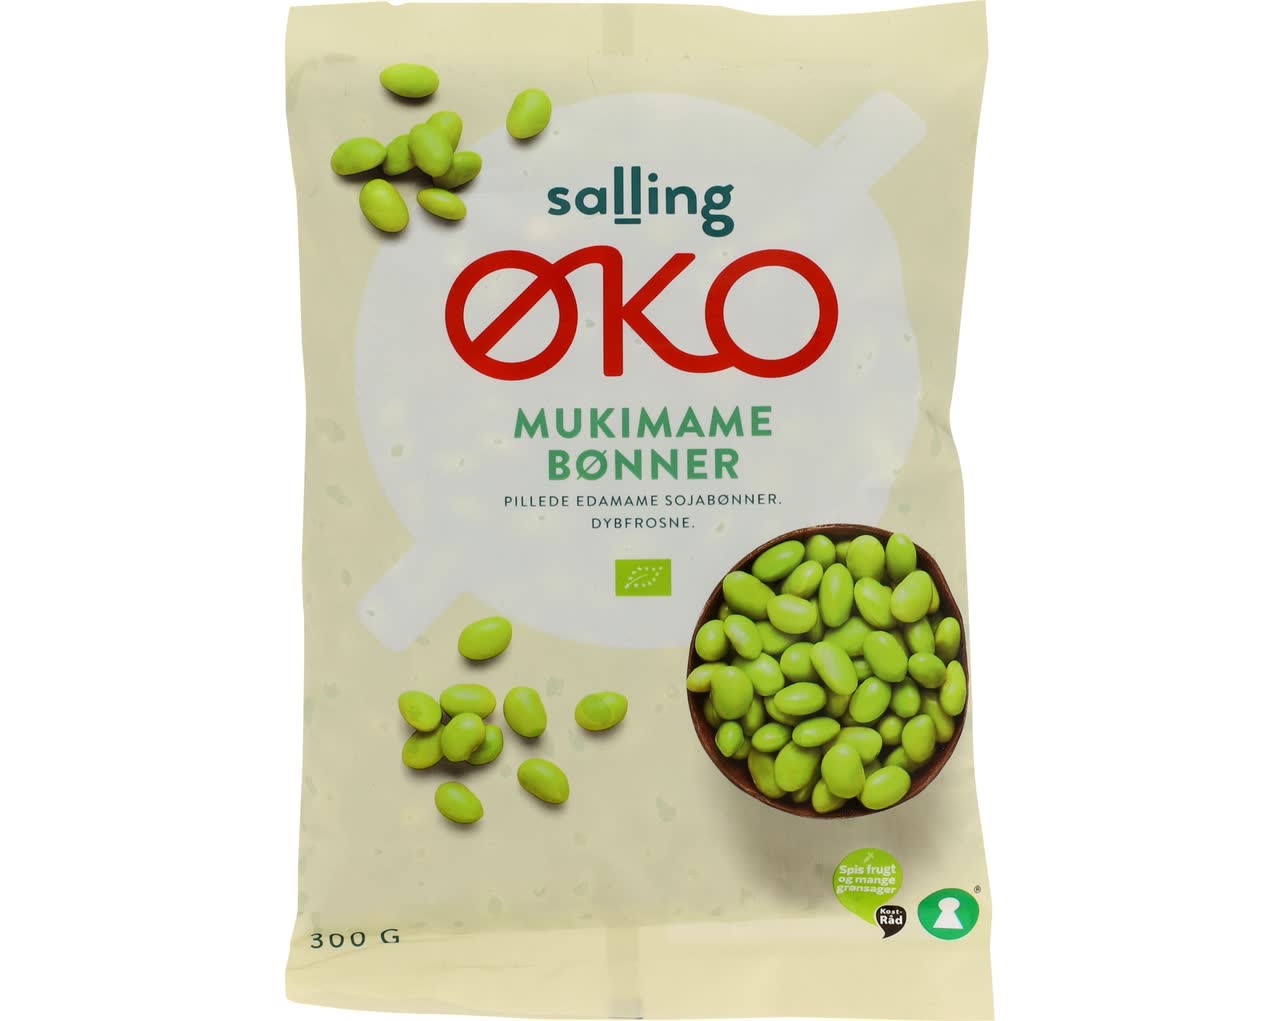 salling
ØKO
MUKIMAME
BØNNER
PILLEDE EDAMAME SOJABØNNER.
DYBFROSNE.
Spis frugt
og mange
grønsager
Kost-
Råd
®
300 G